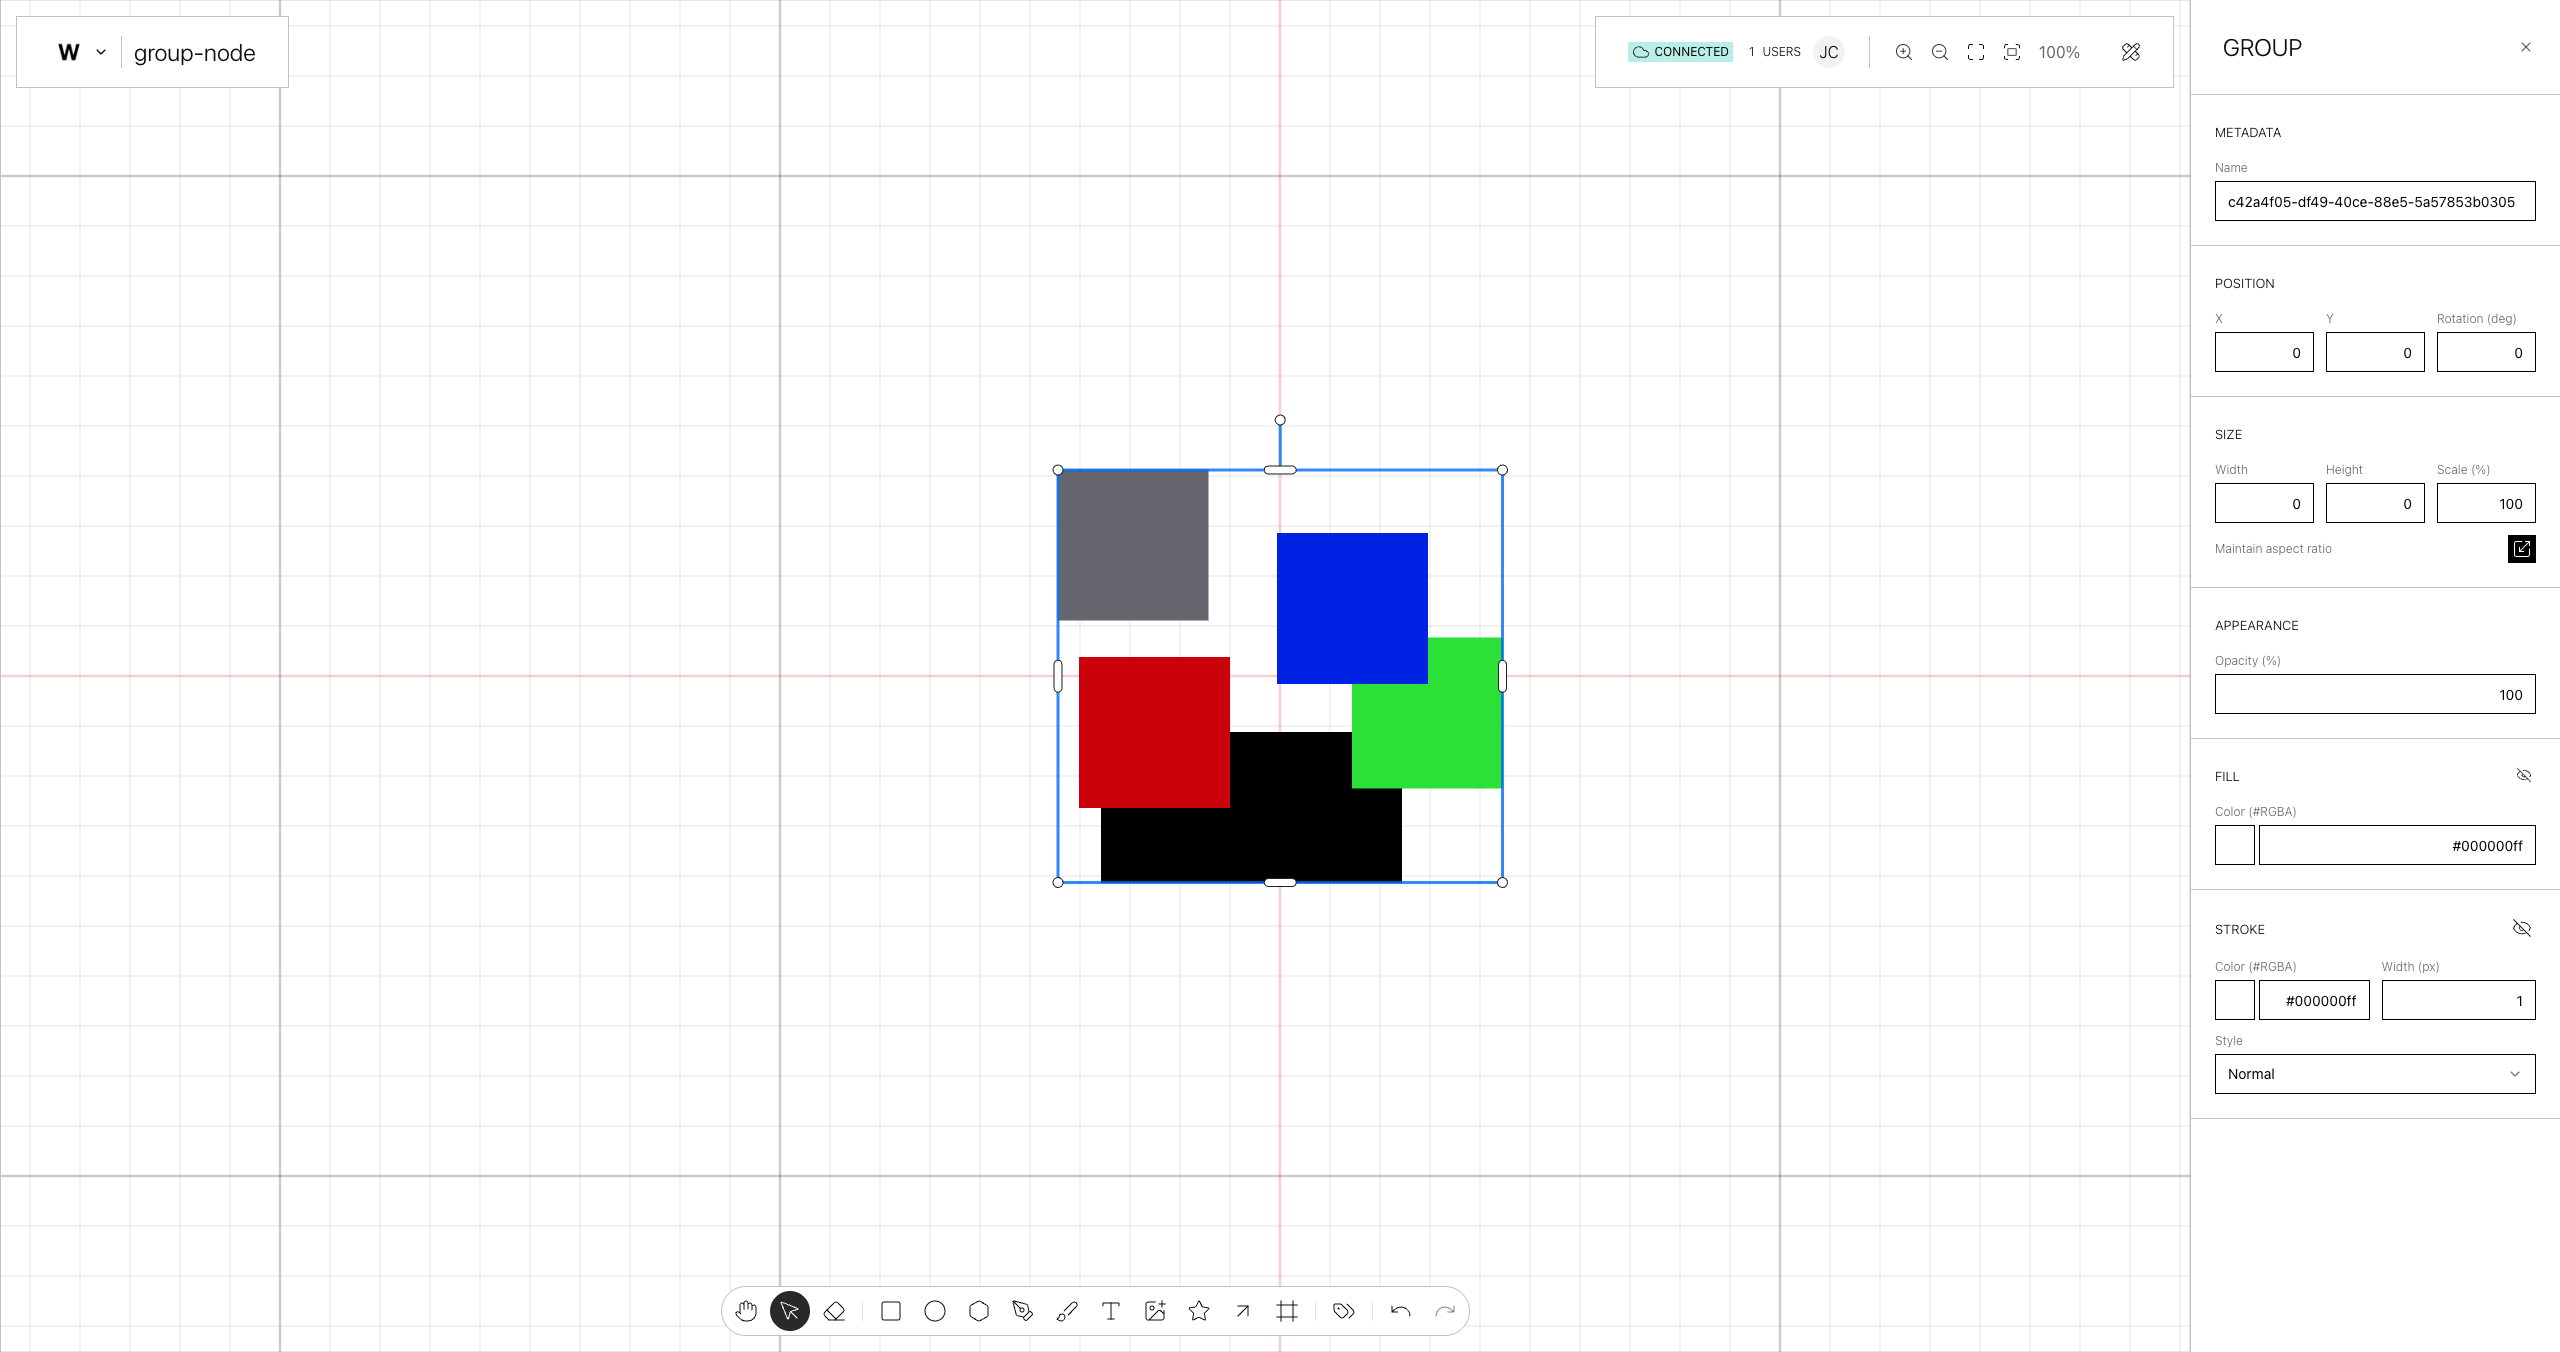 W group-node
CONNECTED 1 USERS JC 100%
GROUP
METADATA
Name
c42a4f05-df49-40ce-88e5-5a57853b0305
POSITION
X Y Rotation (deg)
0 0 0
SIZE
Width Height Scale (%)
0 0 100
Maintain aspect ratio
APPEARANCE
Opacity (%)
100
FILL
Color (#RGBA)
#000000ff
STROKE
Color (#RGBA) Width (px)
#000000ff 1
Style
Normal